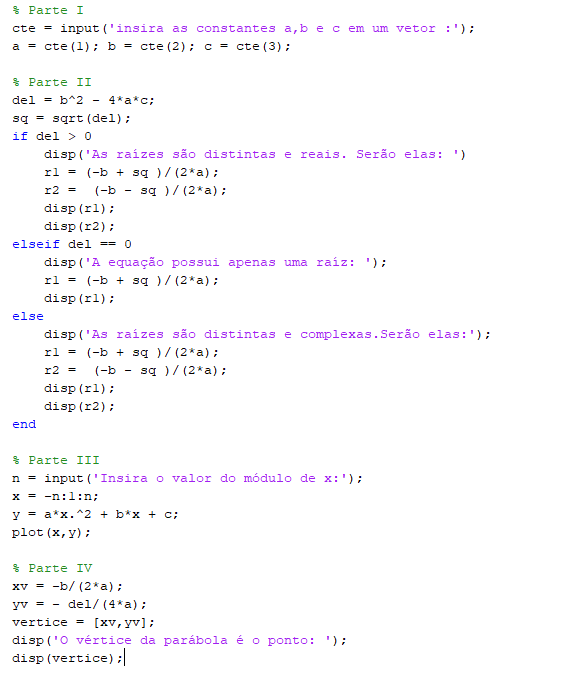 % Parte I
cte = input('insira as constantes a,b e c em um vetor :');
a = cte(1); b = cte(2); c = cte(3);

% Parte II
del = b^2 - 4*a*c;
sq = sqrt(del);
if del > 0
    disp('As raízes são distintas e reais. Serão elas: ')
    r1 = (-b + sq )/(2*a);
    r2 =  (-b - sq )/(2*a);
    disp(r1);
    disp(r2);
elseif del == 0
    disp('A equação possui apenas uma raíz: ');
    r1 = (-b + sq )/(2*a);
    disp(r1);
else
    disp('As raízes são distintas e complexas.Serão elas:');
    r1 = (-b + sq )/(2*a);
    r2 =  (-b - sq )/(2*a);
    disp(r1);
    disp(r2);
end

% Parte III
n = input('Insira o valor do módulo de x:');
x = -n:1:n;
y = a*x.^2 + b*x + c;
plot(x,y);

% Parte IV
xv = -b/(2*a);
yv = - del/(4*a);
vertice = [xv,yv];
disp('O vértice da parábola é o ponto: ');
disp(vertice);